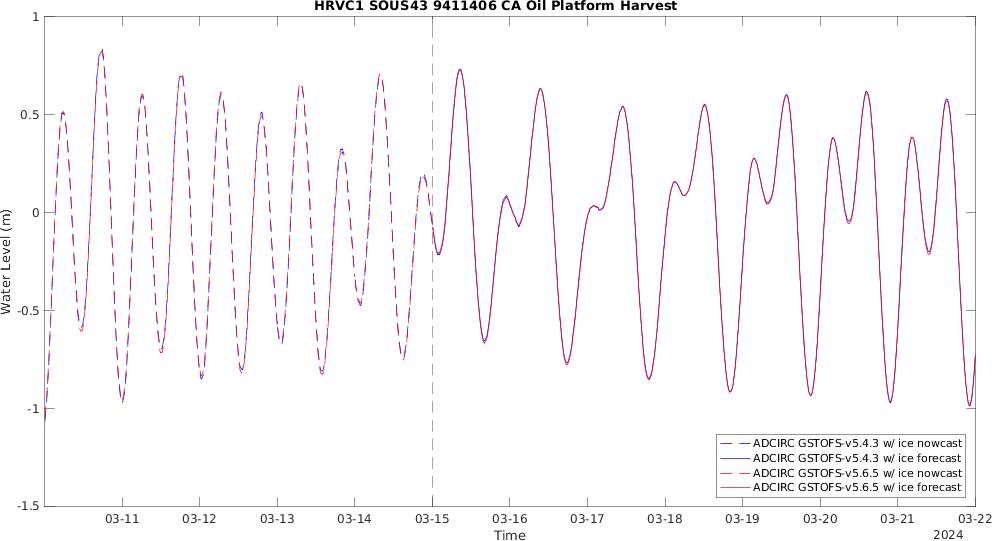 HRVC1 SOUS43 9411406 CA Oil Platform Harvest
1
0.5
0
-0.5
-1
-1.5
Water Level (m)
ADCIRC GSTOFS-v5.4.3 w/ ice nowcast
ADCIRC GSTOFS-v5.4.3 w/ ice forecast
ADCIRC GSTOFS-v5.6.5 w/ ice nowcast
ADCIRC GSTOFS-v5.6.5 w/ ice forecast
03-11 03-12 03-13 03-14 03-15 03-16 03-17 03-18 03-19 03-20 03-21 03-22
Time
2024